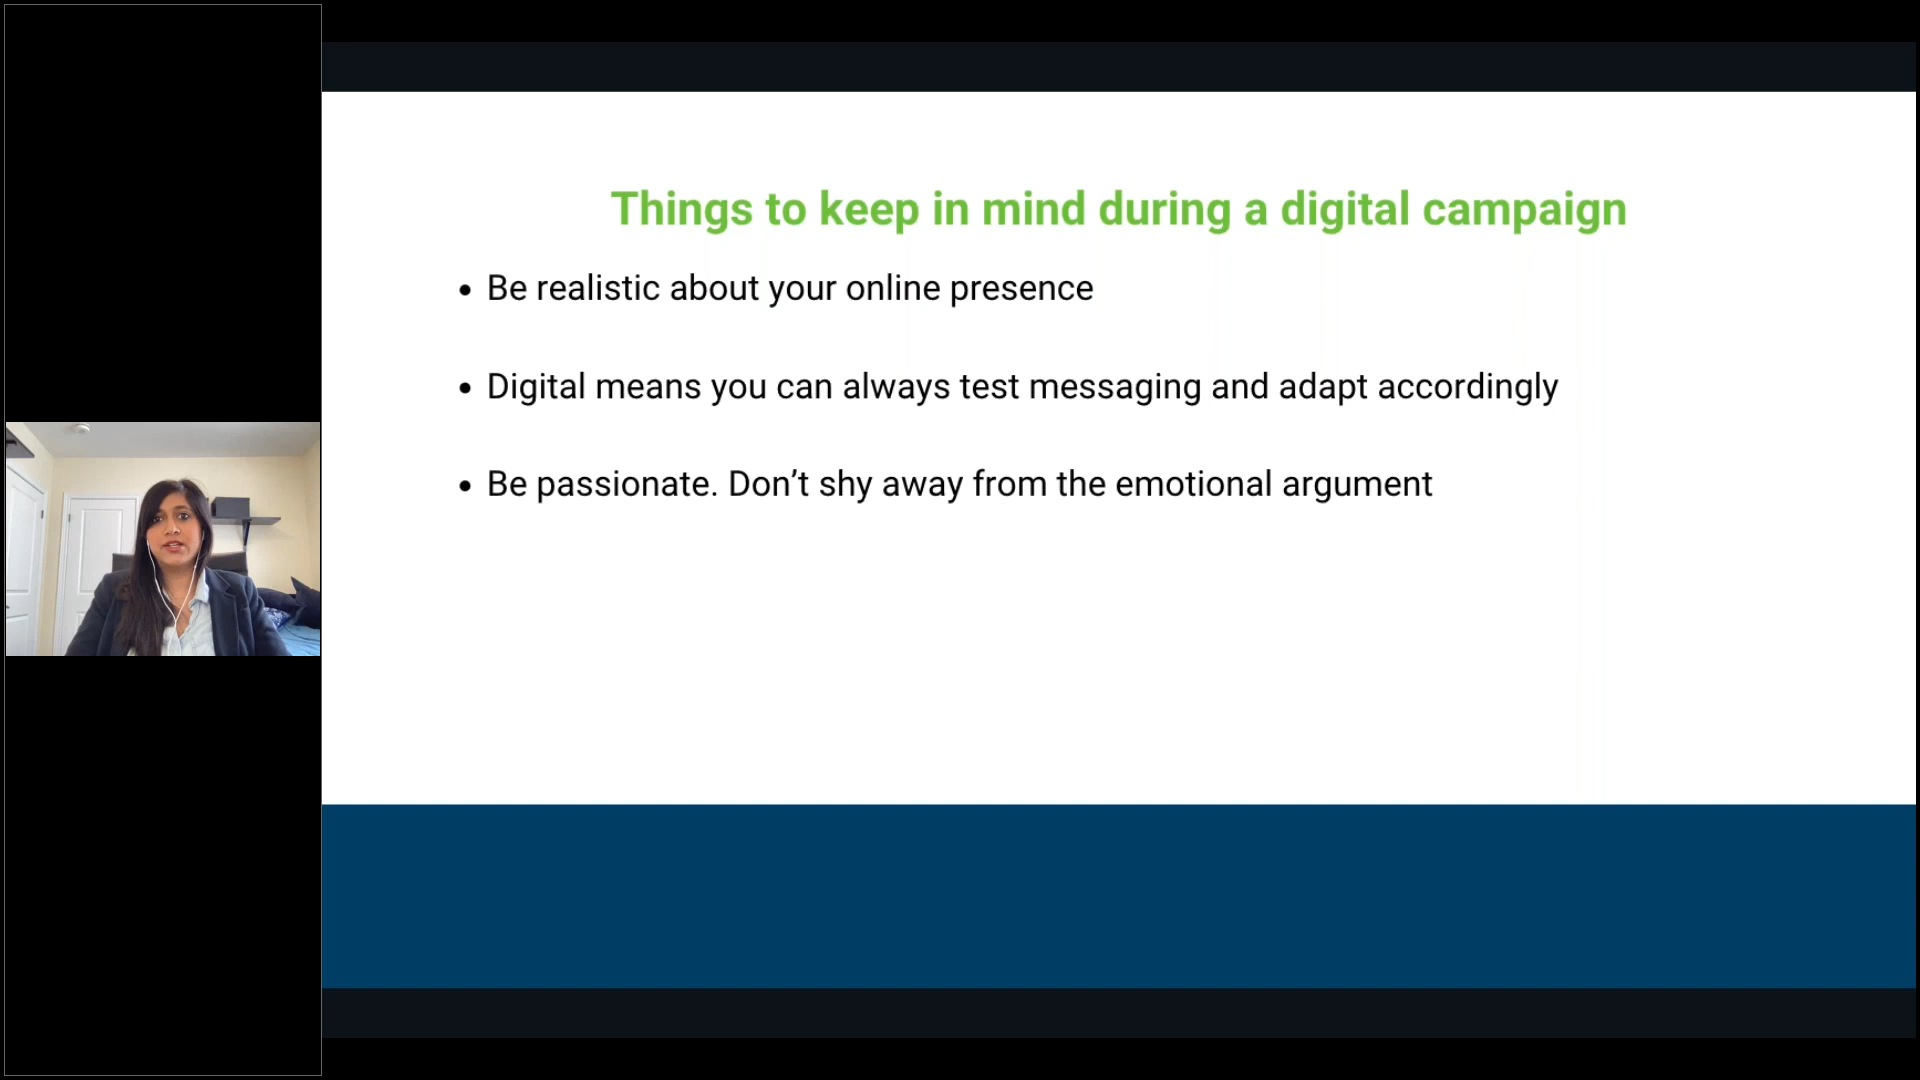 Things to keep in mind during a digital campaign
• Be realistic about your online presence
• Digital means you can always test messaging and adapt accordingly
• Be passionate. Don’t shy away from the emotional argument